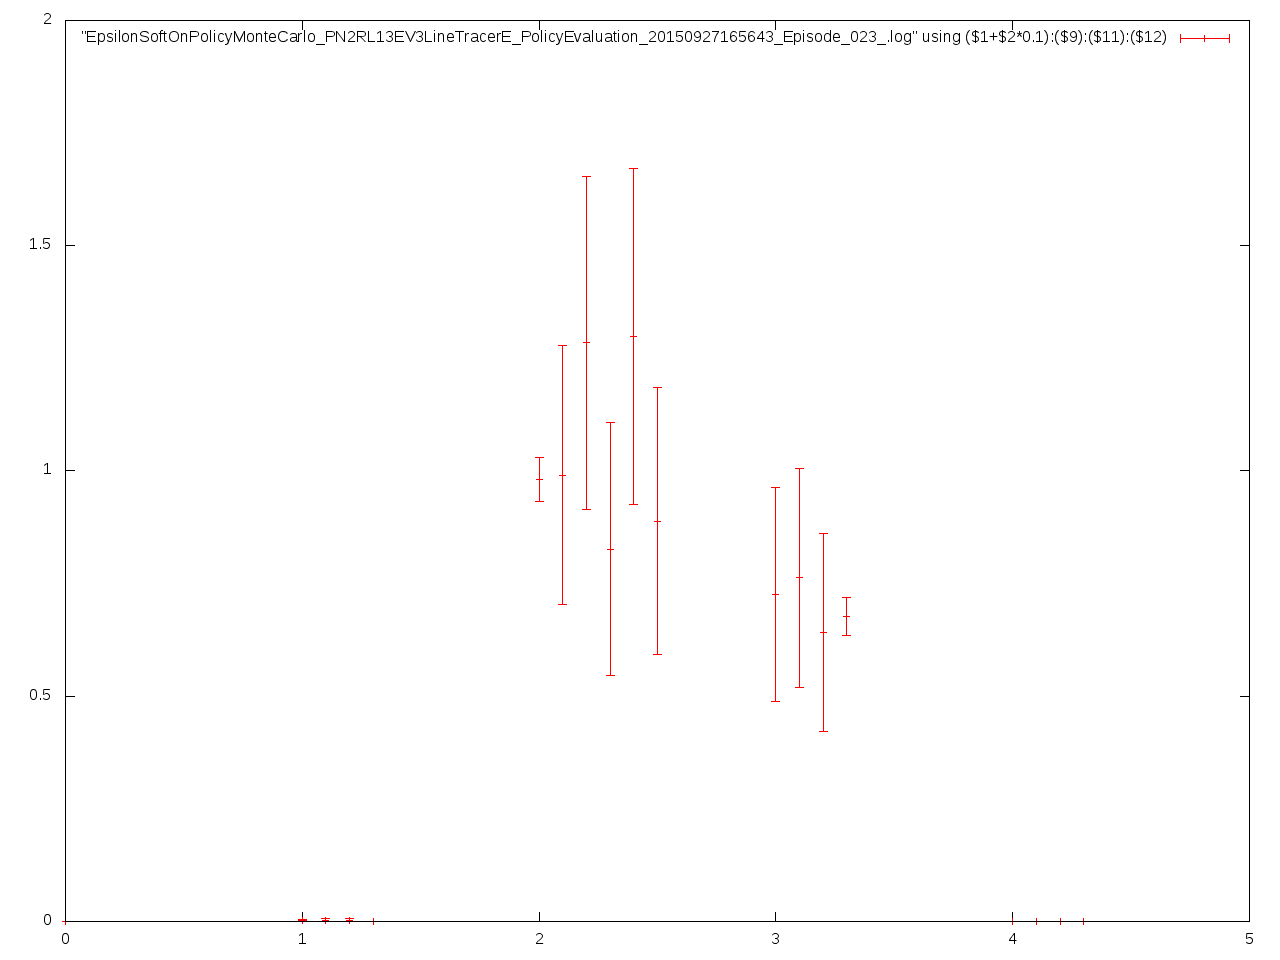 2
"EpsilonSoftOnPolicyMonteCarlo_PN2RL13EV3LineTracerE_PolicyEvaluation_20150927165643_Episode_023_.log" using ($1+$2*0.1):($9):($11):($12)
1.5
1
0.5
0
0 1 2 3 4 5